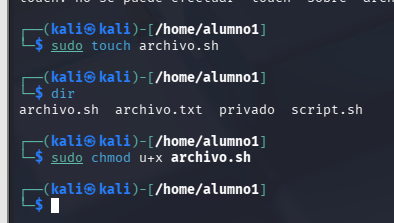 touch: no se puede efectuar touch sobre arch
┌──(kali㉿kali)-[/home/alumno1]
└─$ sudo touch archivo.sh
┌──(kali㉿kali)-[/home/alumno1]
└─$ dir
archivo.sh  archivo.txt  privado  script.sh
┌──(kali㉿kali)-[/home/alumno1]
└─$ sudo chmod u+x archivo.sh
┌──(kali㉿kali)-[/home/alumno1]
└─$